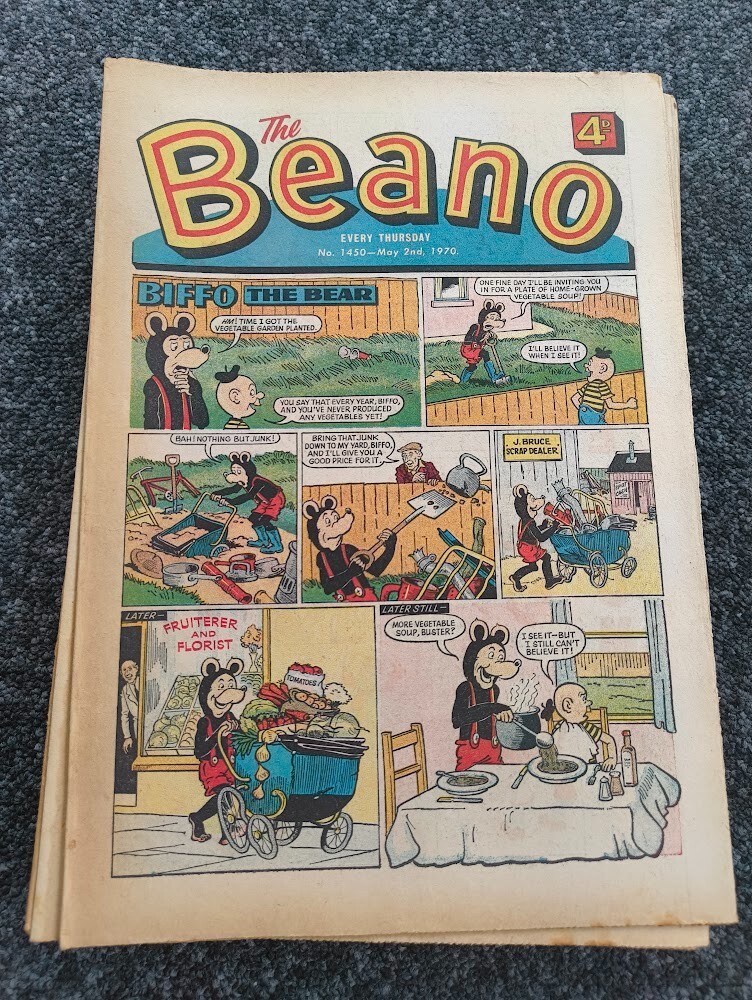 The
Beano
4D
EVERY THURSDAY
No. 1450—May 2nd, 1970.
BIFFO THE BEAR
HM! TIME I GOT THE
VEGETABLE GARDEN PLANTED.
YOU SAY THAT EVERY YEAR, BIFFO,
AND YOU'VE NEVER PRODUCED
ANY VEGETABLES YET!
ONE FINE DAY I'LL BE INVITING YOU
IN FOR A PLATE OF HOME-GROWN
VEGETABLE SOUP!
I'LL BELIEVE IT
WHEN I SEE IT!
BAH! NOTHING BUT JUNK!
BRING THAT JUNK
DOWN TO MY YARD, BIFFO,
AND I'LL GIVE YOU A
GOOD PRICE FOR IT.
J. BRUCE
SCRAP DEALER
LATER—
FRUITERER
AND
FLORIST
TOMATOES
LATER STILL—
MORE VEGETABLE
SOUP, BUSTER?
I SEE IT—BUT
I STILL CAN'T
BELIEVE IT!